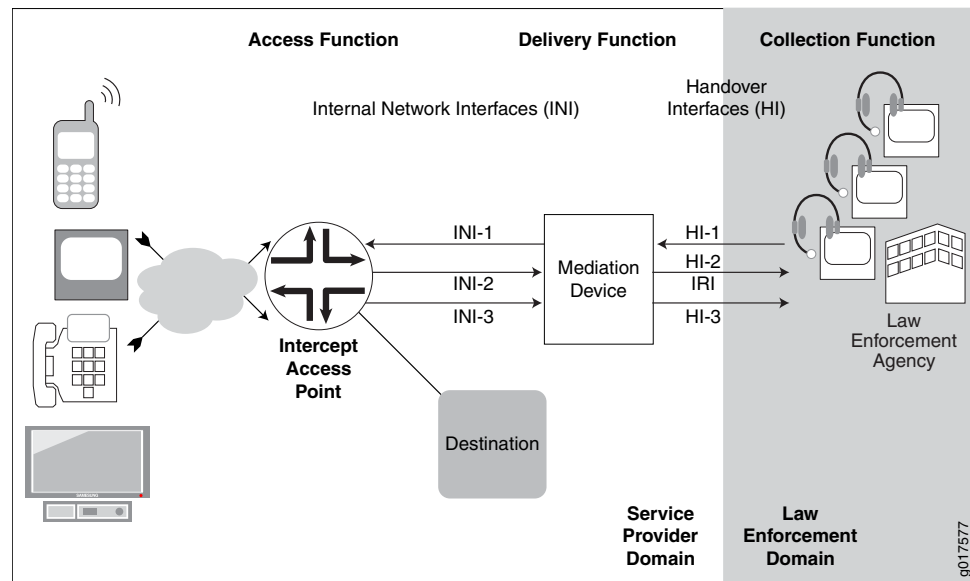 Access Function
Delivery Function
Collection Function
Internal Network Interfaces (INI)
Handover
Interfaces (HI)
INI-1
INI-2
INI-3
Mediation
Device
HI-1
HI-2
IRI
HI-3
Intercept
Access
Point
Law
Enforcement
Agency
Destination
SAMSUNG
Service
Provider
Domain
Law
Enforcement
Domain
g017577